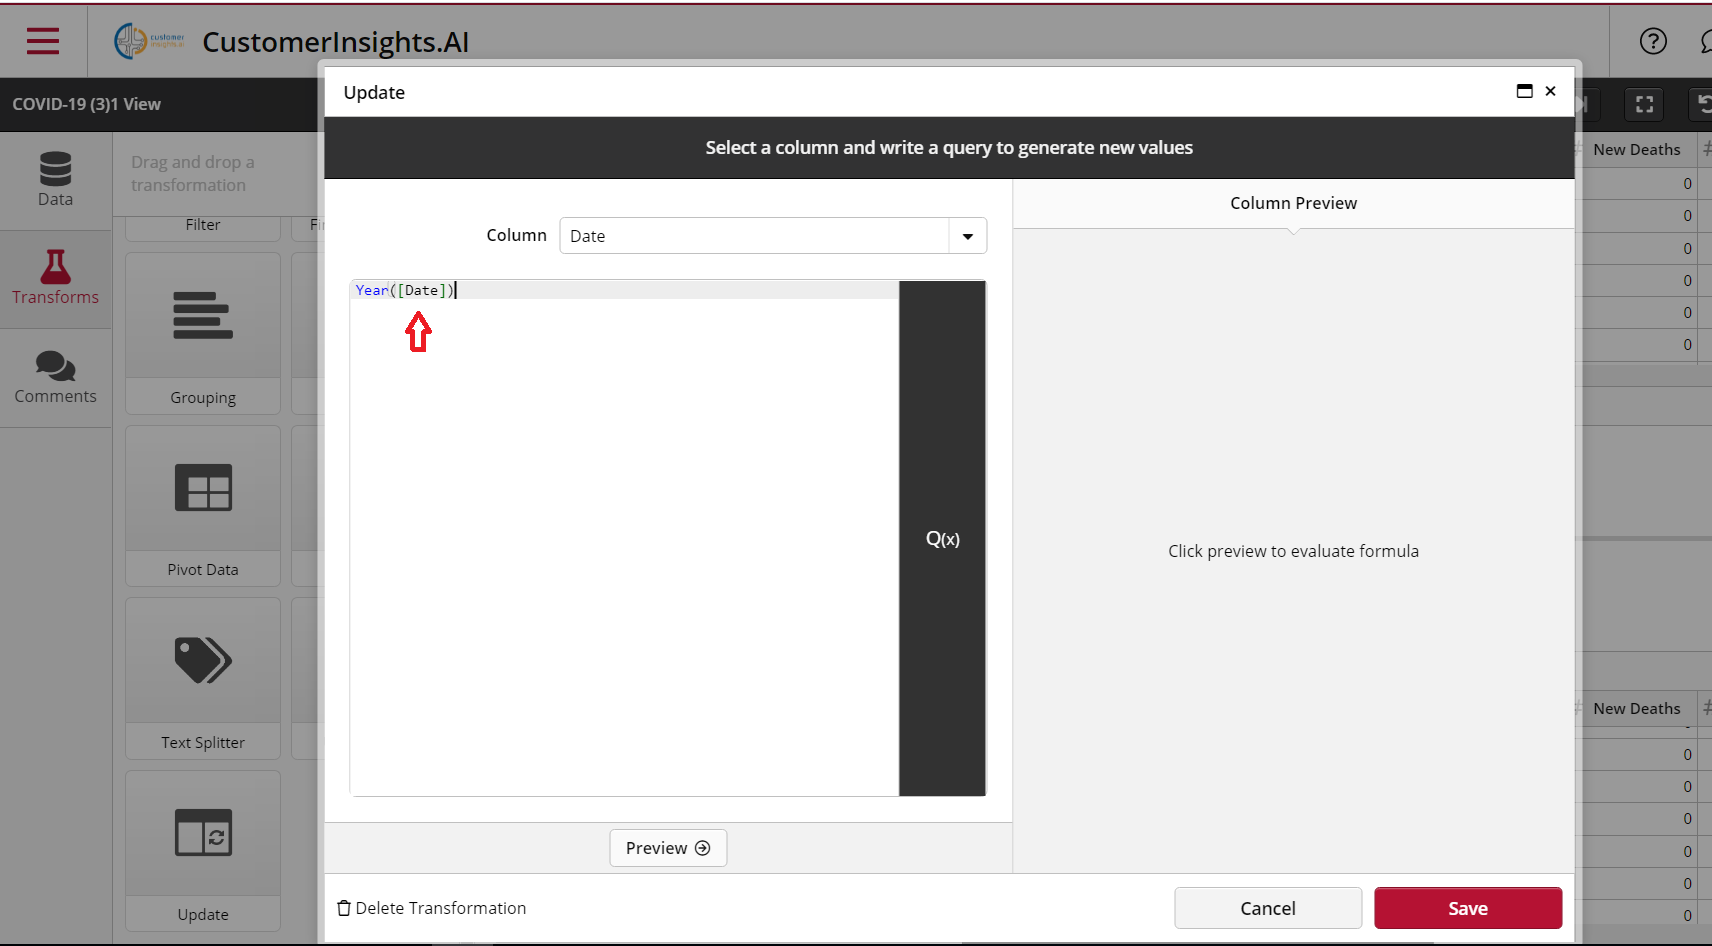 customer
insights.ai
CustomerInsights.AI
COVID-19 (3)1 View
Data
Transforms
Comments
Drag and drop a
transformation
Filter
Fi
Grouping
Pivot Data
Text Splitter
Update
Update
Select a column and write a query to generate new values
Column
Date
Year([Date])
Q(x)
Preview
Column Preview
Click preview to evaluate formula
Delete Transformation
Cancel
Save
# New Deaths #
0
0
0
0
0
0
# New Deaths #
0
0
0
0
0
0